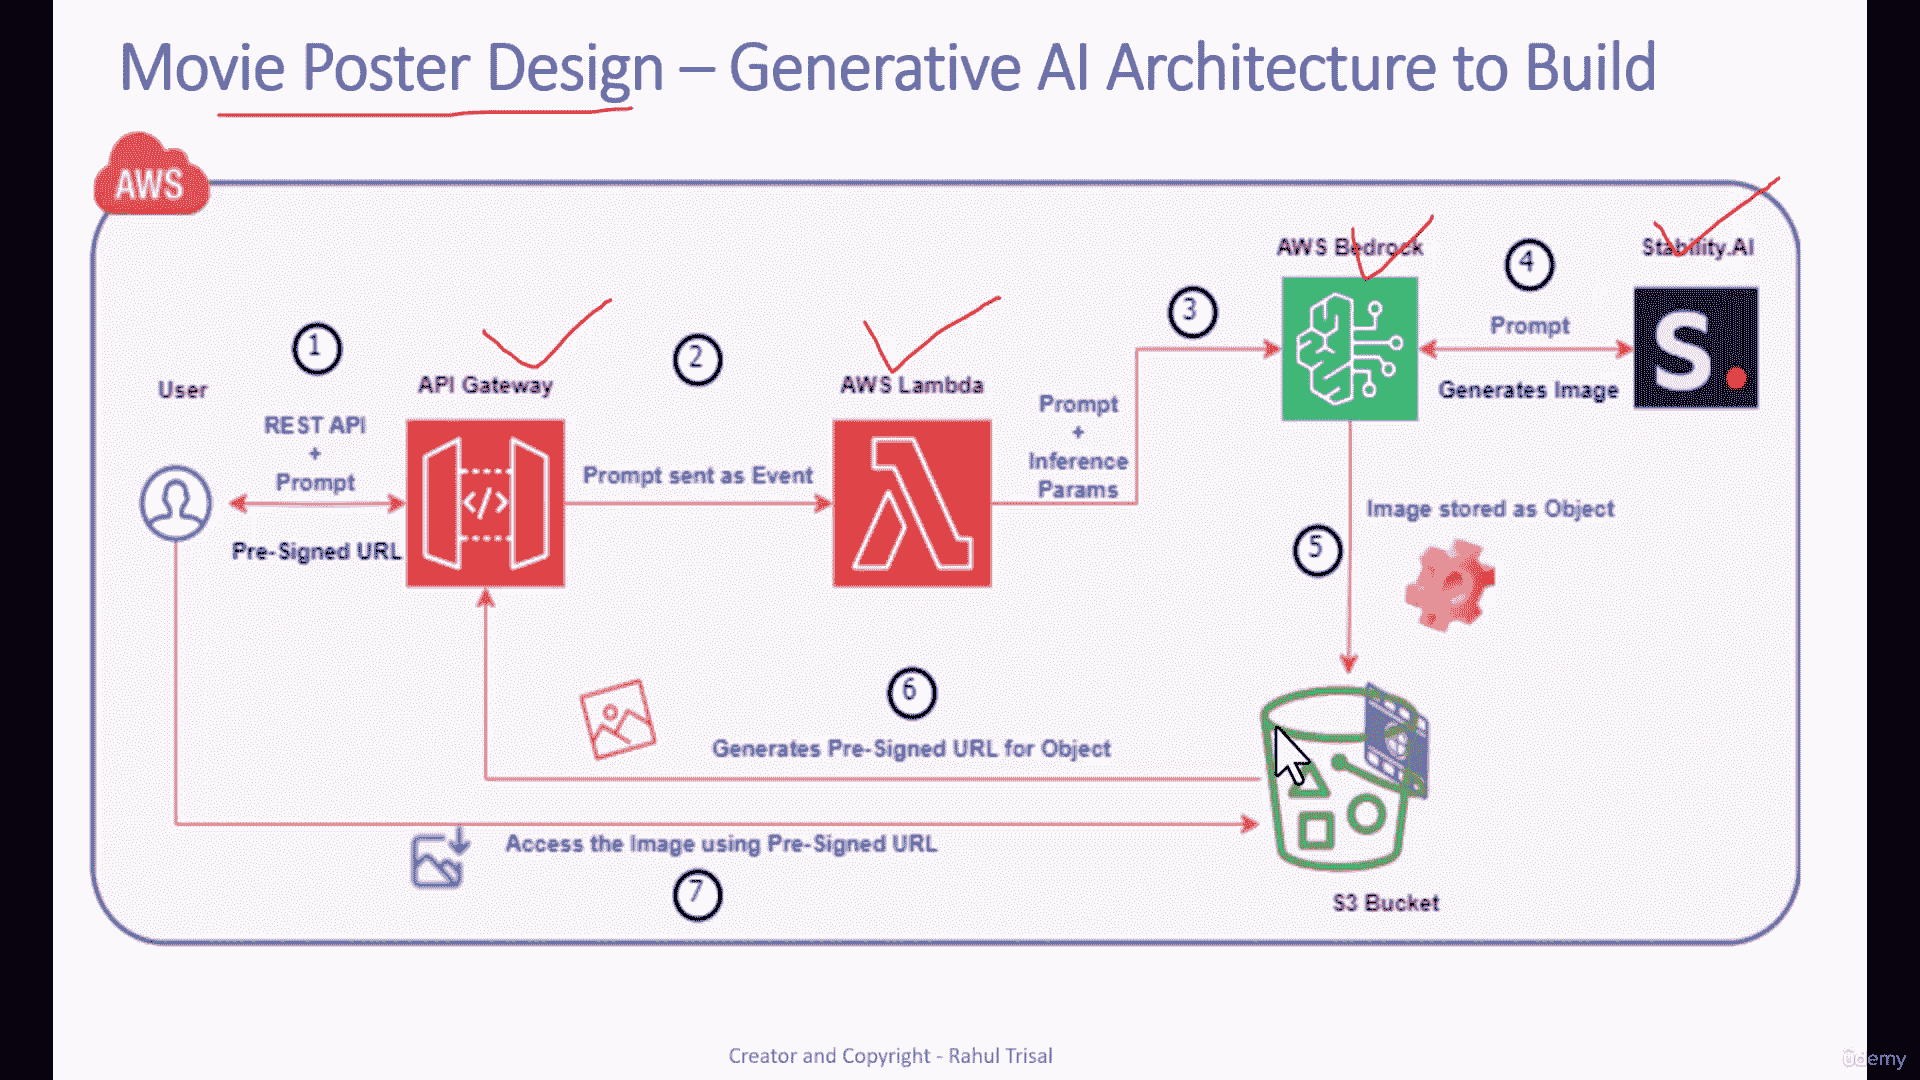 Movie Poster Design – Generative AI Architecture to Build
AWS
AWS Bedrock
4
Stability.AI
3
Prompt
S.
Generates Image
1
2
User
API Gateway
AWS Lambda
REST API
+
Prompt
Pre-Signed URL
</>
Prompt sent as Event
Prompt
+
Inference
Params
5
Image stored as Object
6
Generates Pre-Signed URL for Object
Access the Image using Pre-Signed URL
7
S3 Bucket
Creator and Copyright - Rahul Trisal
ûdemy